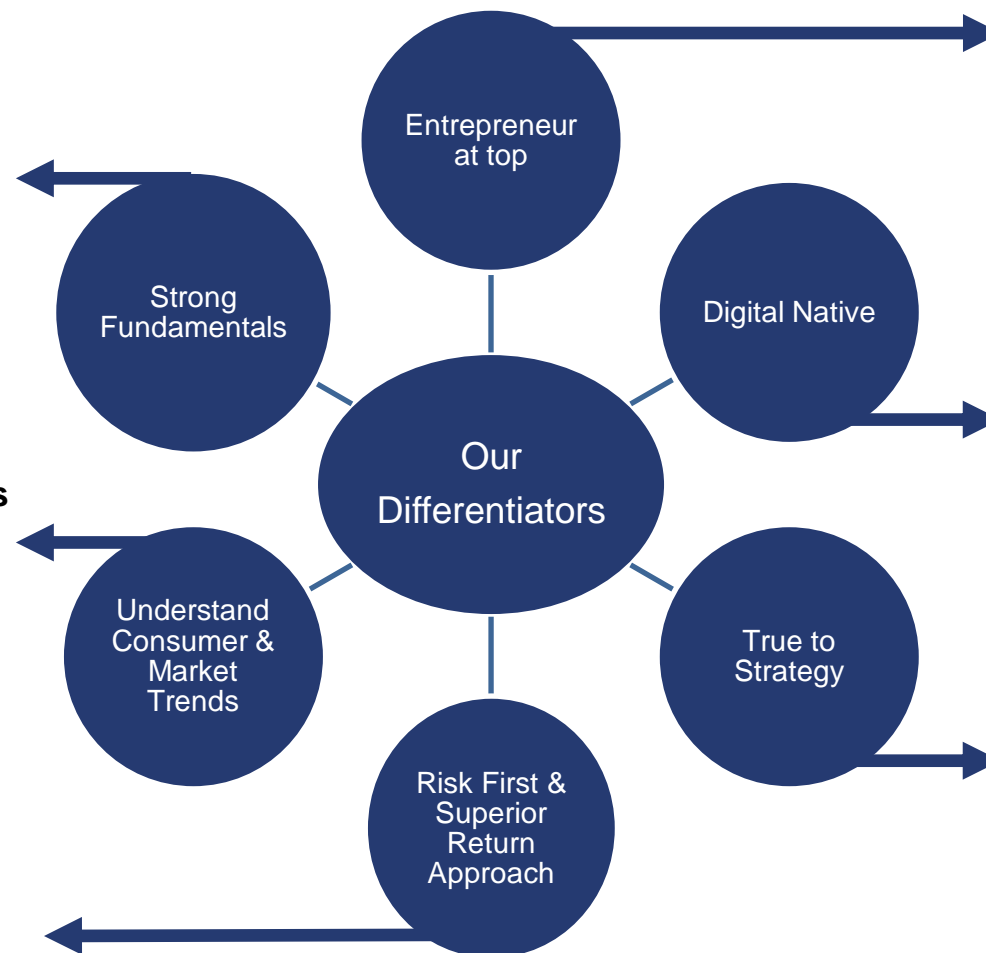 Entrepreneur
at top
Strong
Fundamentals
Digital Native
Our
Differentiators
s
Understand
Consumer &
Market
Trends
True to
Strategy
Risk First &
Superior
Return
Approach